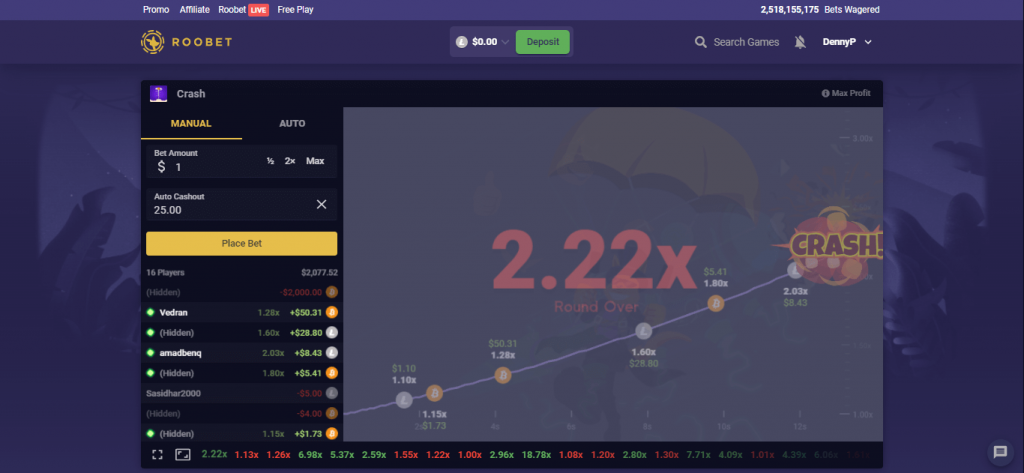 Promo Affiliate Roobet LIVE Free Play 2,518,155,175 Bets Wagered
ROOBET $0.00 Deposit Search Games DennyP
Crash Max Profit
MANUAL AUTO
Bet Amount
$ 1 ½ 2× Max
Auto Cashout
25.00
Place Bet
16 Players $2,077.52
(Hidden) -$2,000.00
Vedran 1.28x +$50.31
(Hidden) 1.60x +$28.80
amadbenq 2.03x +$8.43
(Hidden) 1.80x +$5.41
Sasidhar2000 -$5.00
(Hidden) -$4.00
(Hidden) 1.15x +$1.73
3.00x
2.22x
Round Over
CRASH!
$1.10
1.10x
1.15x
$1.73
$50.31
1.28x
1.60x
$28.80
$5.41
1.80x
2.03x
$8.43
1.00x
4s 6s 8s 10s 12s
2.22x 1.13x 1.26x 6.98x 5.37x 2.59x 1.55x 1.22x 1.00x 2.96x 18.78x 1.08x 1.20x 2.80x 1.30x 7.71x 4.09x 1.01x 4.39x 6.06x